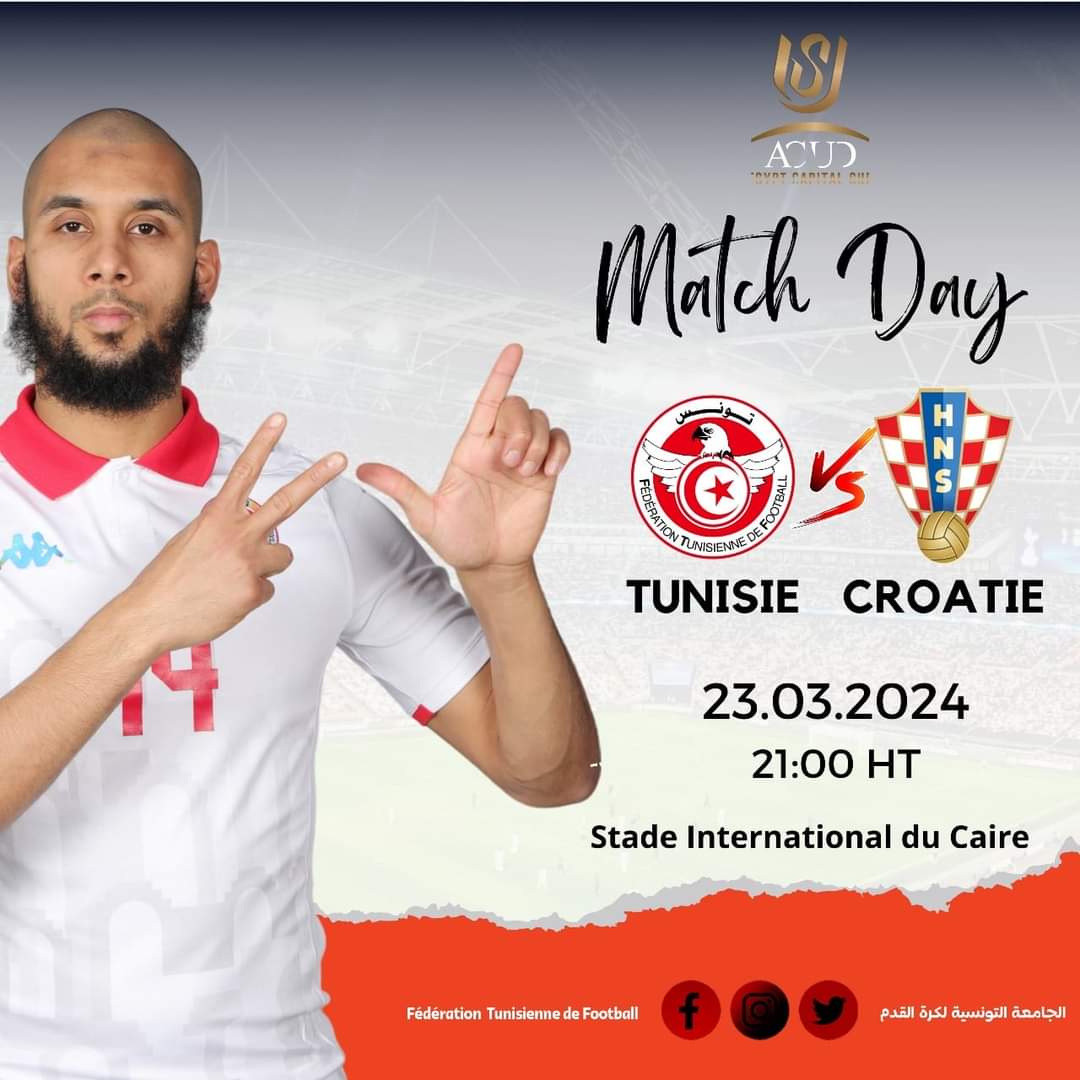 ACUD
EGYPT CAPITAL CUP
Match Day
تونس
FÉDÉRATION TUNISIENNE DE FOOTBALL
VS
HNS
TUNISIE CROATIE
23.03.2024
21:00 HT
Stade International du Caire
14
Fédération Tunisienne de Football
الجامعة التونسية لكرة القدم